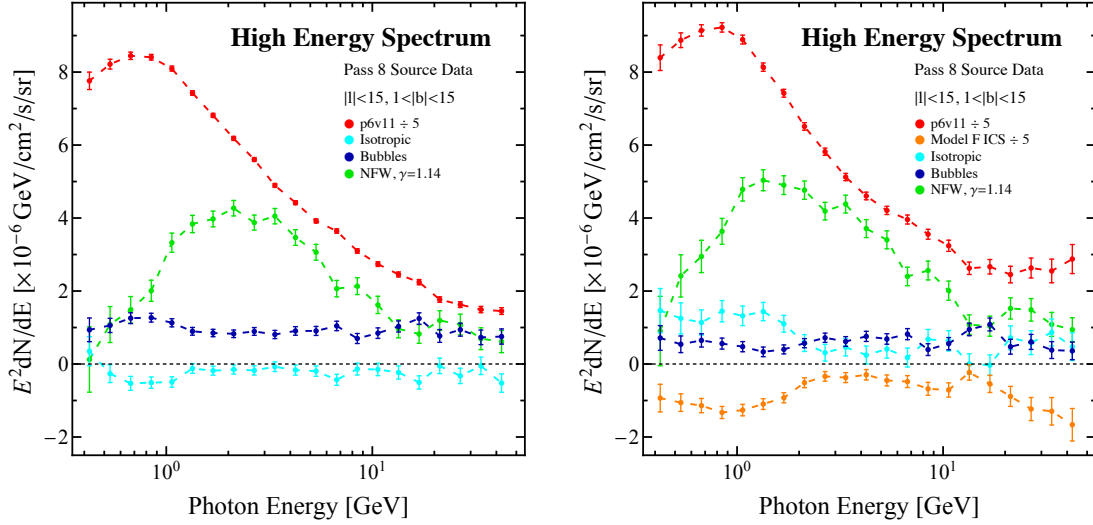 High Energy Spectrum
Pass 8 Source Data
|l|<15, 1<|b|<15
p6v11 ÷ 5
Isotropic
Bubbles
NFW, γ=1.14
8
6
4
2
0
−2
E²dN/dE [×10⁻⁶ GeV/cm²/s/sr]
10⁰
10¹
Photon Energy [GeV]
High Energy Spectrum
Pass 8 Source Data
|l|<15, 1<|b|<15
p6v11 ÷ 5
Model F ICS ÷ 5
Isotropic
Bubbles
NFW, γ=1.14
8
6
4
2
0
−2
E²dN/dE [×10⁻⁶ GeV/cm²/s/sr]
10⁰
10¹
Photon Energy [GeV]